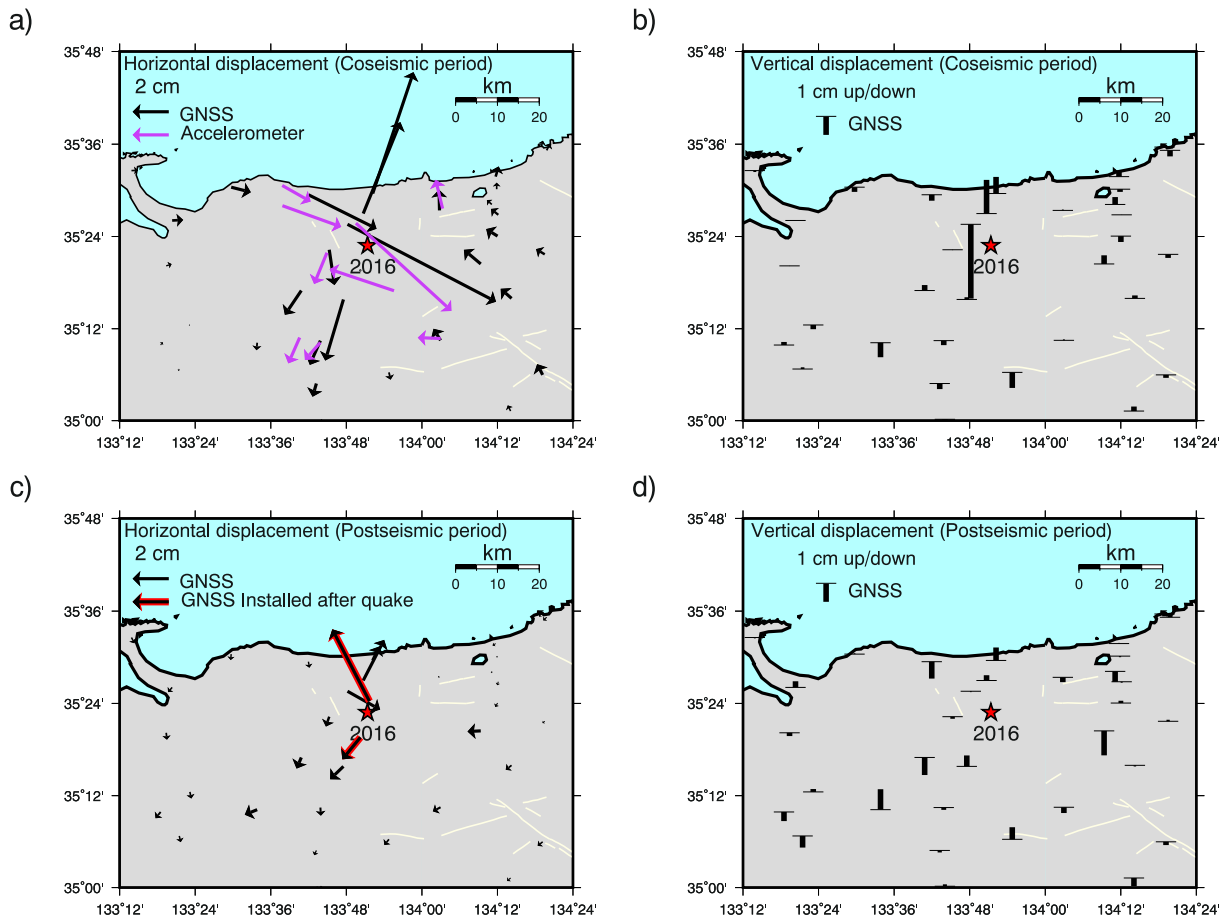 a)
35°48'
35°36'
35°24'
35°12'
35°00'
Horizontal displacement (Coseismic period)
2 cm
GNSS
Accelerometer
km
0 10 20
2016
133°12' 133°24' 133°36' 133°48' 134°00' 134°12' 134°24'
b)
35°48'
35°36'
35°24'
35°12'
35°00'
Vertical displacement (Coseismic period)
1 cm up/down
GNSS
km
0 10 20
2016
133°12' 133°24' 133°36' 133°48' 134°00' 134°12' 134°24'
c)
35°48'
35°36'
35°24'
35°12'
35°00'
Horizontal displacement (Postseismic period)
2 cm
GNSS
GNSS Installed after quake
km
0 10 20
2016
133°12' 133°24' 133°36' 133°48' 134°00' 134°12' 134°24'
d)
35°48'
35°36'
35°24'
35°12'
35°00'
Vertical displacement (Postseismic period)
1 cm up/down
GNSS
km
0 10 20
2016
133°12' 133°24' 133°36' 133°48' 134°00' 134°12' 134°24'